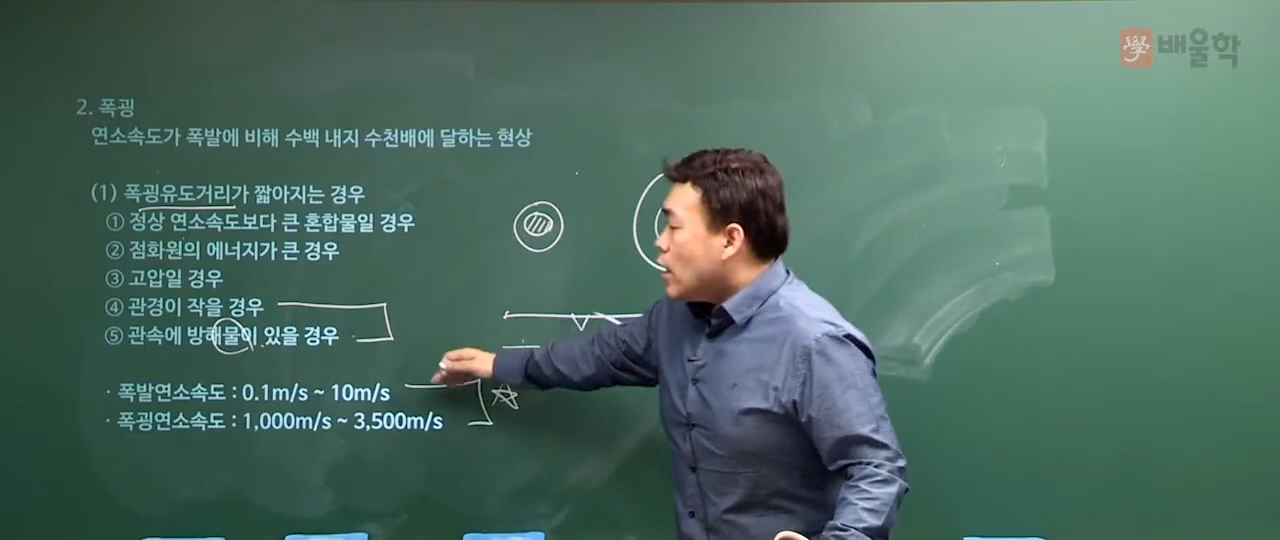 學 배울학
2. 폭굉
연소속도가 폭발에 비해 수백 내지 수천배에 달하는 현상
(1) 폭굉유도거리가 짧아지는 경우
① 정상 연소속도보다 큰 혼합물일 경우
② 점화원의 에너지가 큰 경우
③ 고압일 경우
④ 관경이 작을 경우
⑤ 관속에 방해물이 있을 경우
· 폭발연소속도 : 0.1m/s ~ 10m/s
· 폭굉연소속도 : 1,000m/s ~ 3,500m/s